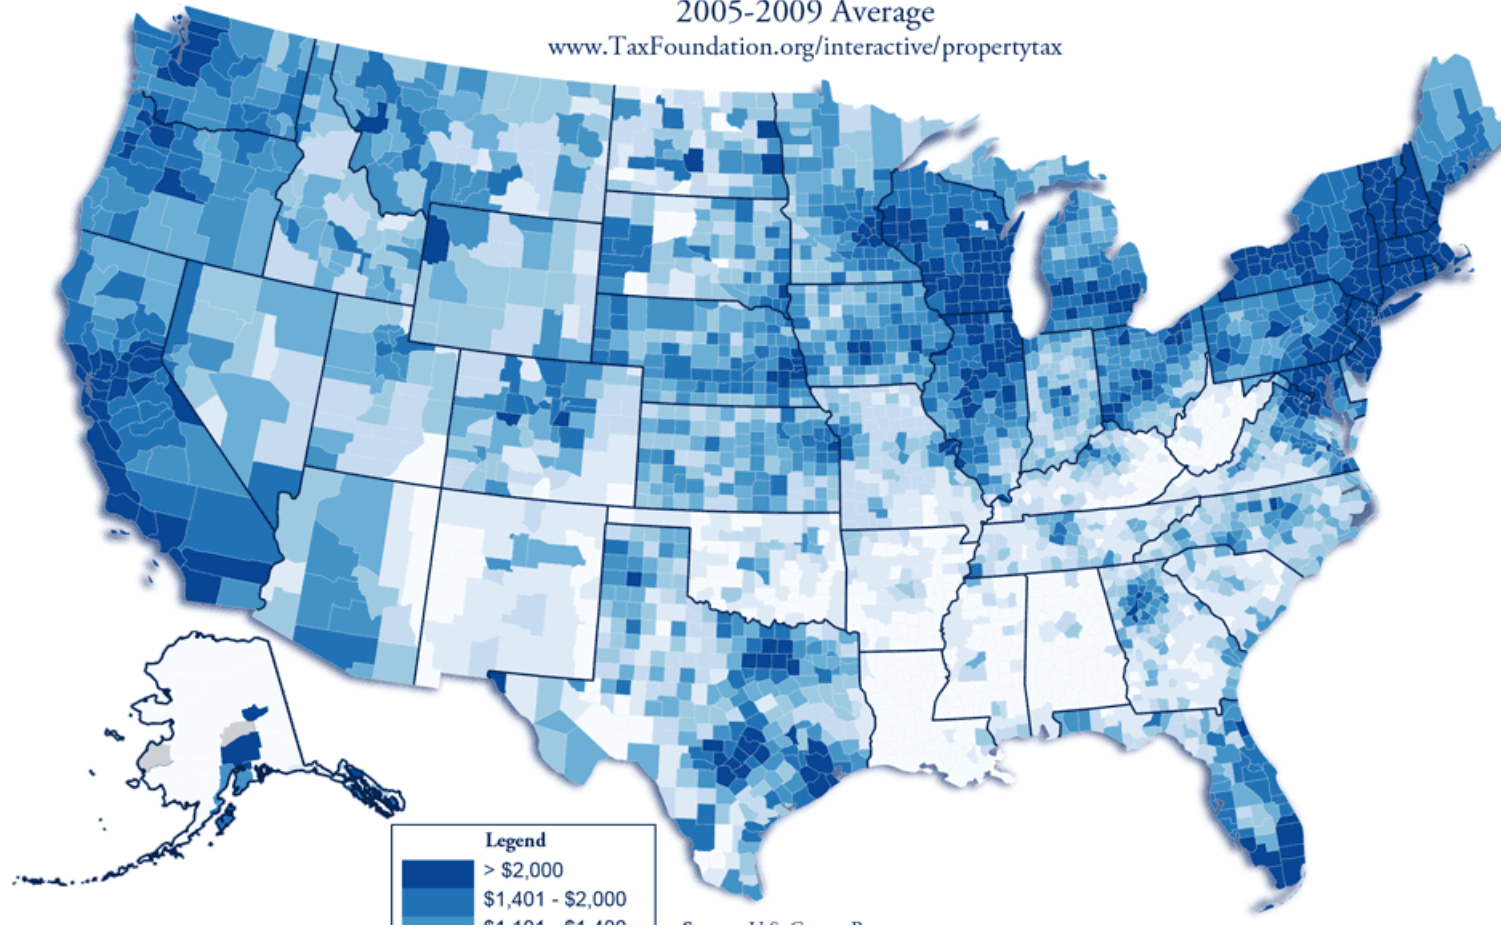 2005-2009 Average
www.TaxFoundation.org/interactive/propertytax
Legend
> $2,000
$1,401 - $2,000